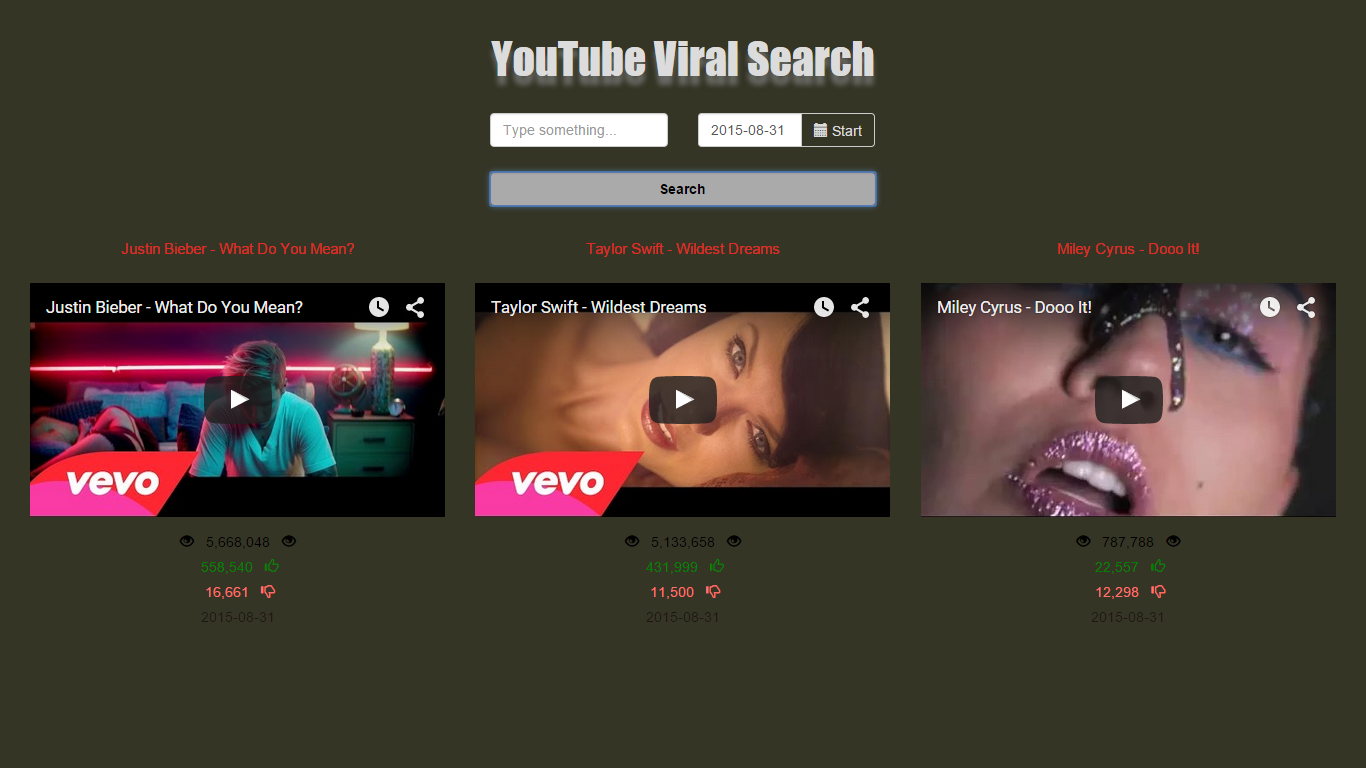 YouTube Viral Search
Type something...
2015-08-31
Start
Search
Justin Bieber - What Do You Mean?
Taylor Swift - Wildest Dreams
Miley Cyrus - Dooo It!
Justin Bieber - What Do You Mean?
Taylor Swift - Wildest Dreams
Miley Cyrus - Dooo It!
vevo
vevo
5,668,048
558,540
16,661
2015-08-31
5,133,658
431,999
11,500
2015-08-31
787,788
22,557
12,298
2015-08-31